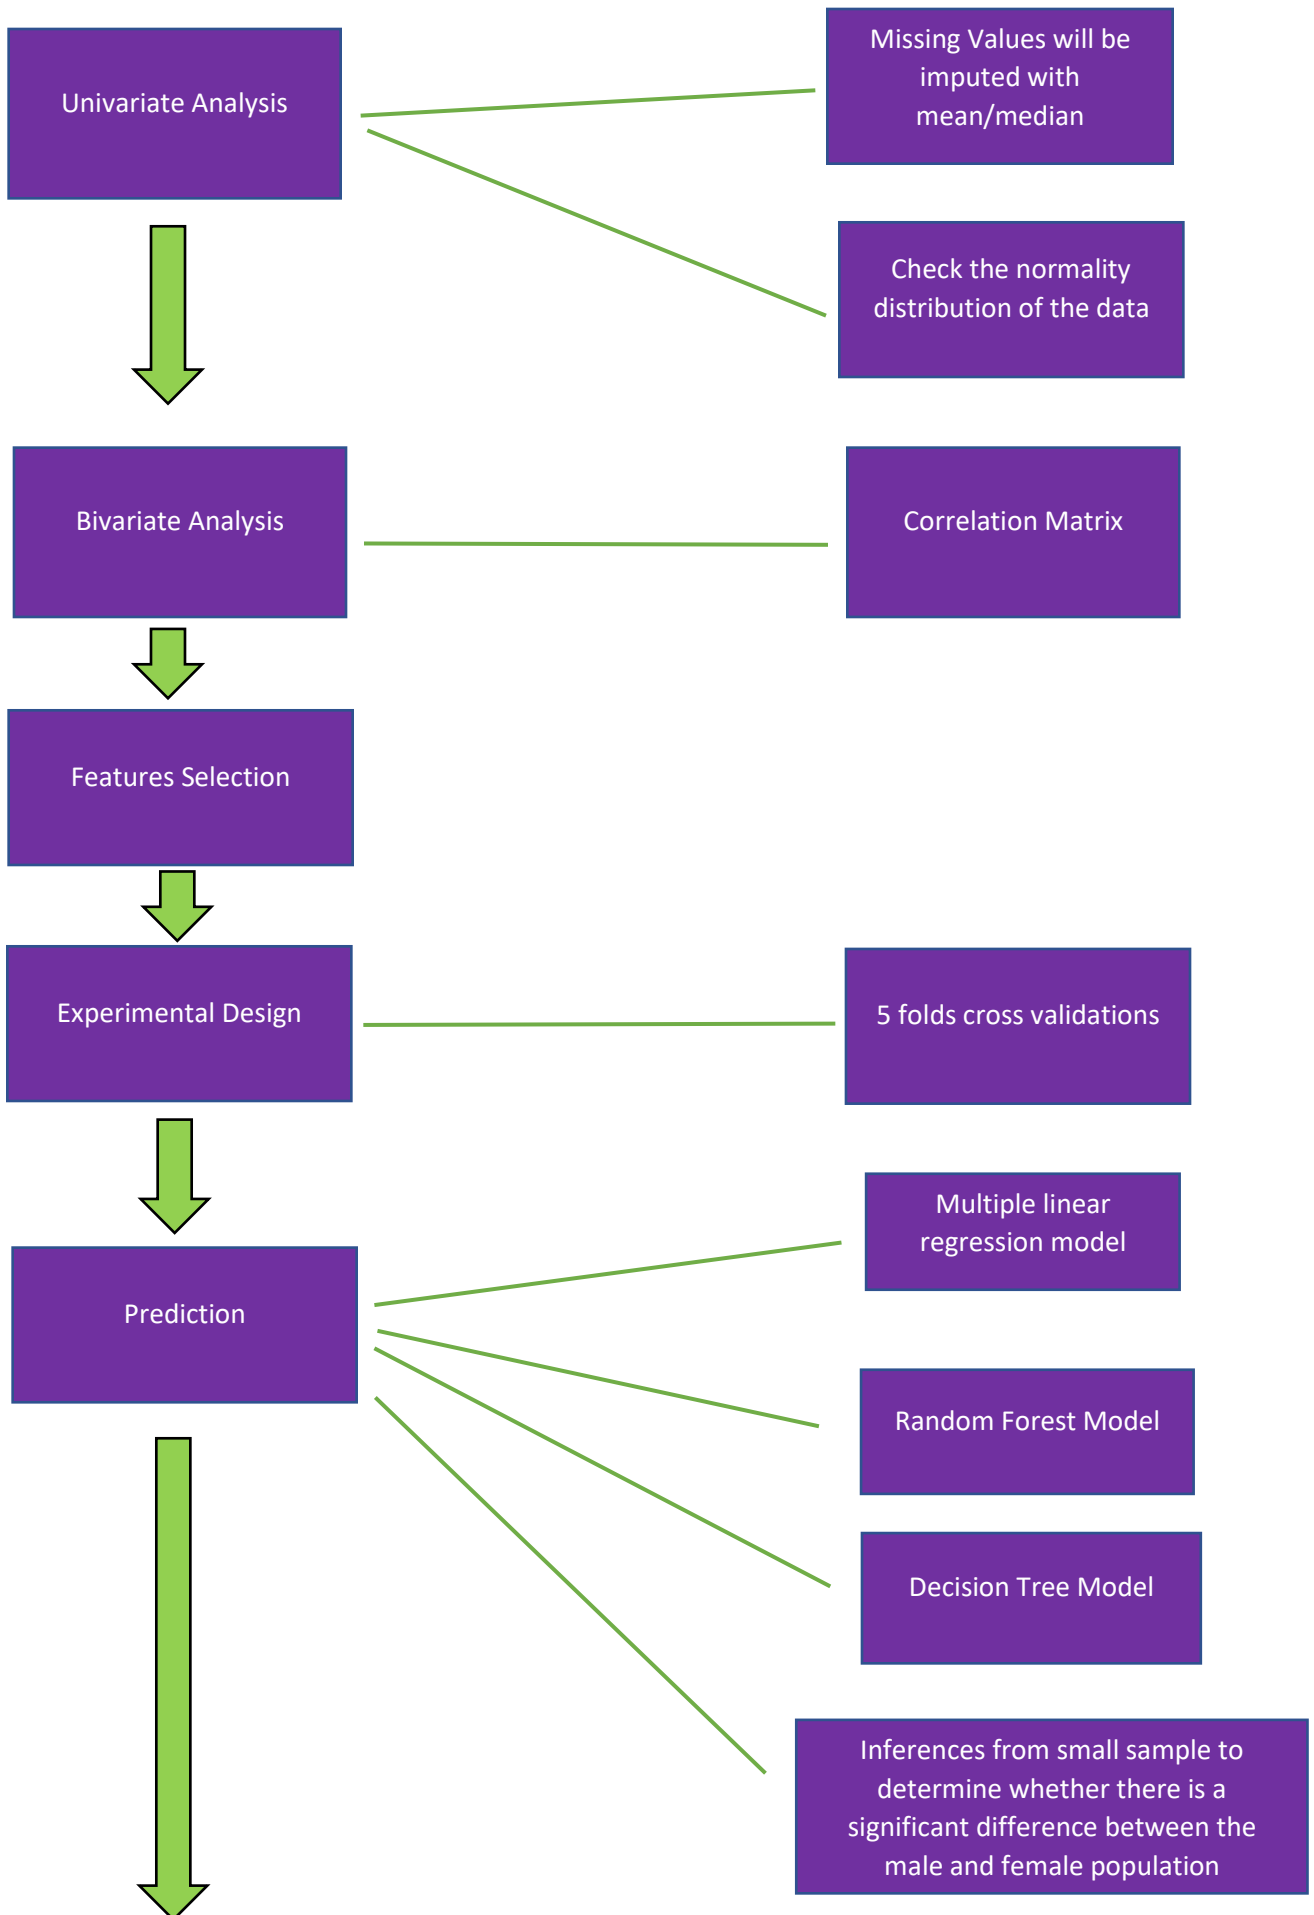 Univariate Analysis
Missing Values will be
imputed with
mean/median
Check the normality
distribution of the data
Bivariate Analysis
Correlation Matrix
Features Selection
Experimental Design
5 folds cross validations
Prediction
Multiple linear
regression model
Random Forest Model
Decision Tree Model
Inferences from small sample to
determine whether there is a
significant difference between the
male and female population